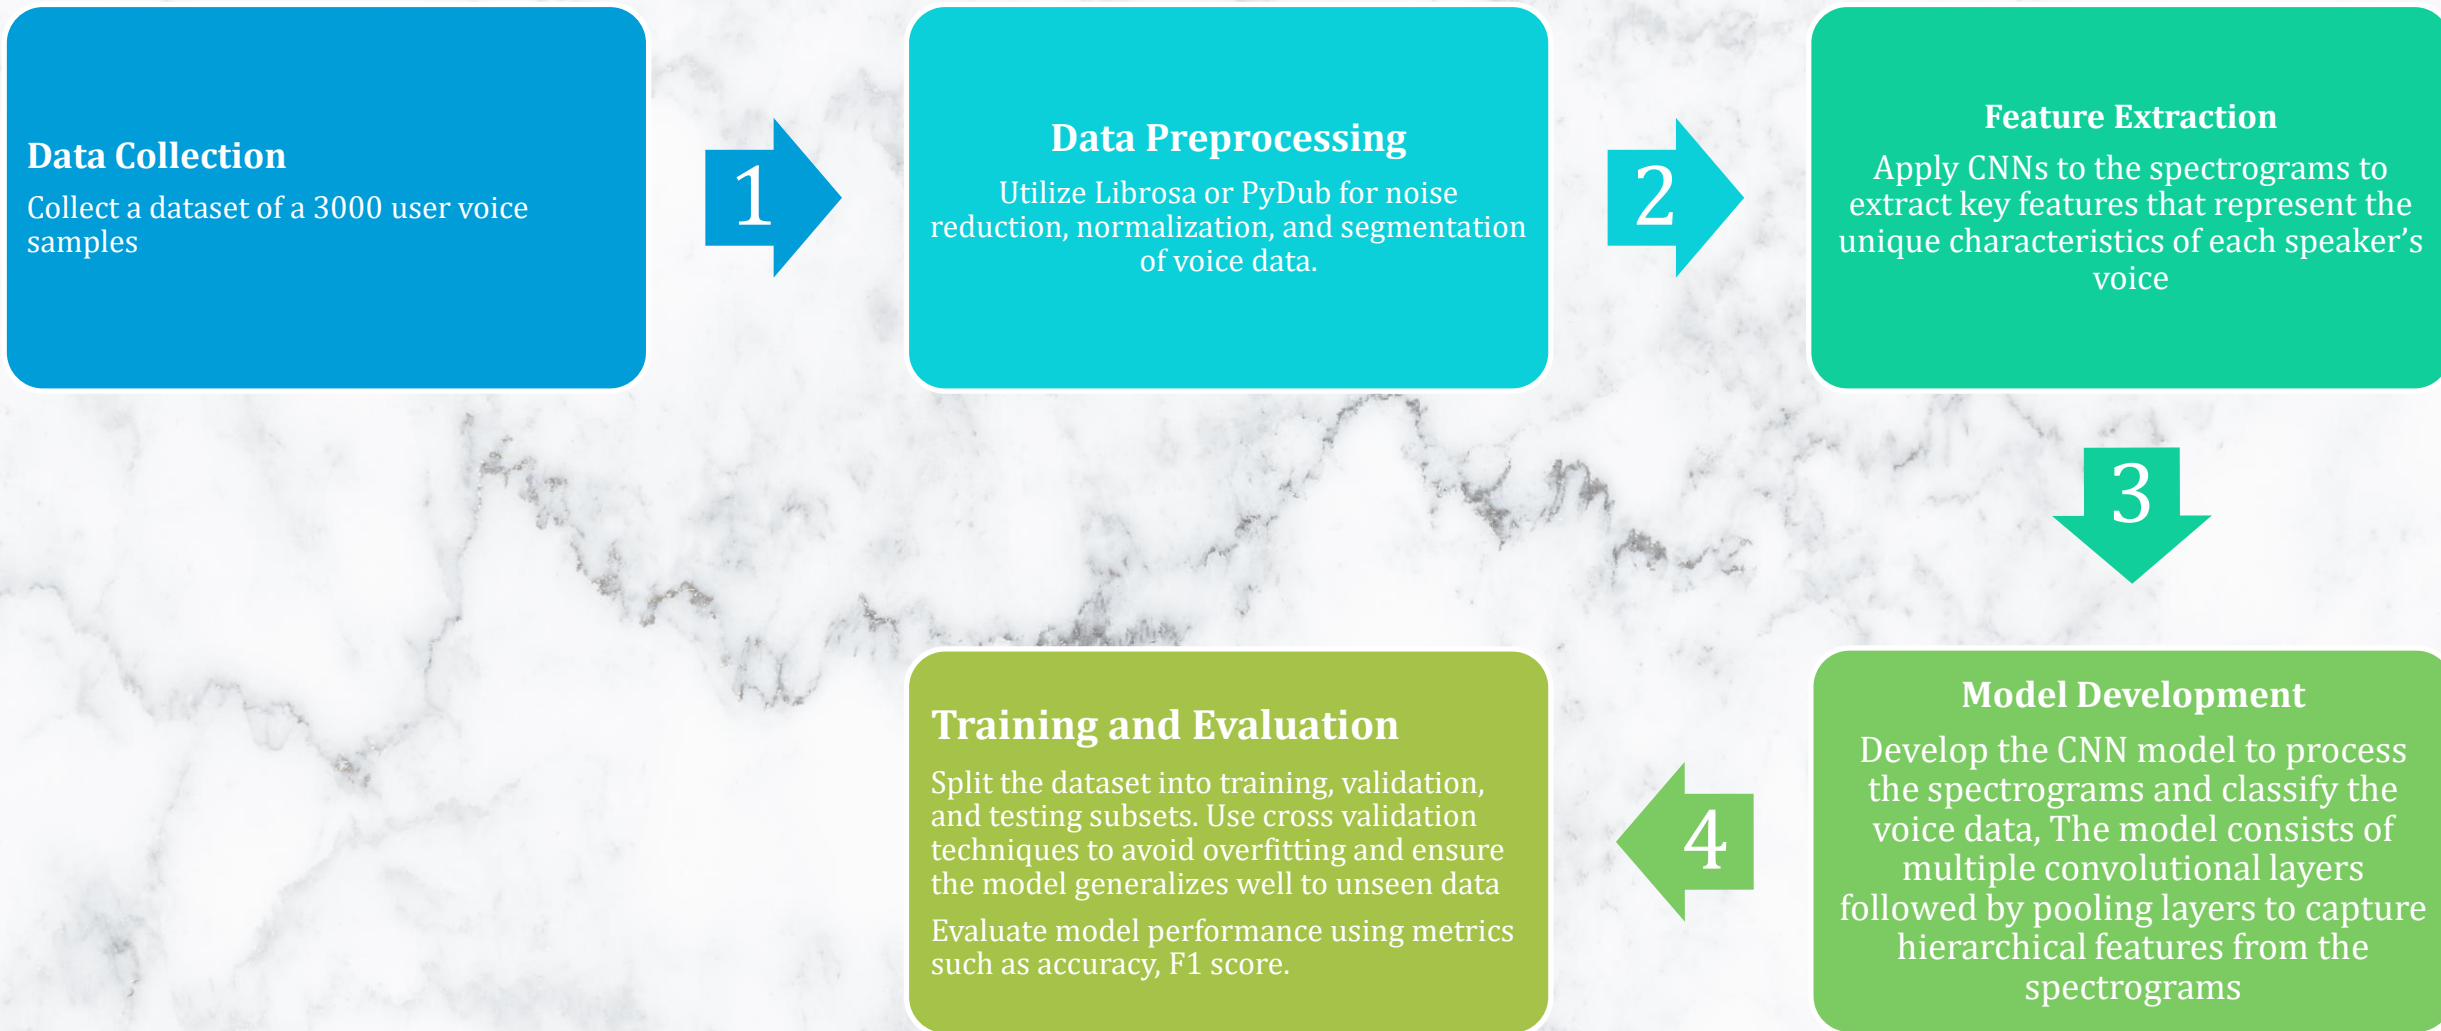 Data Collection
Collect a dataset of a 3000 user voice
samples
1
Data Preprocessing
Utilize Librosa or PyDub for noise
reduction, normalization, and segmentation
of voice data.
2
Feature Extraction
Apply CNNs to the spectrograms to
extract key features that represent the
unique characteristics of each speaker’s
voice
3
Model Development
Develop the CNN model to process
the spectrograms and classify the
voice data, The model consists of
multiple convolutional layers
followed by pooling layers to capture
hierarchical features from the
spectrograms
4
Training and Evaluation
Split the dataset into training, validation,
and testing subsets. Use cross validation
techniques to avoid overfitting and ensure
the model generalizes well to unseen data
Evaluate model performance using metrics
such as accuracy, F1 score.